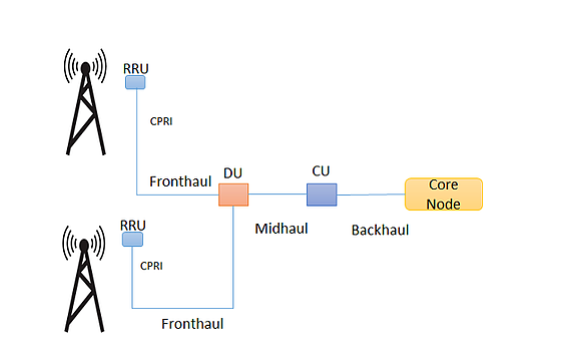 RRU
CPRI
Fronthaul
DU
CU
Core
Node
RRU
Midhaul
Backhaul
CPRI
Fronthaul